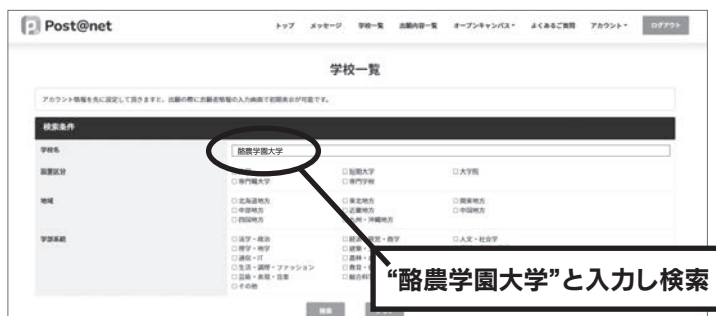 Post@net
トップ メッセージ 学校一覧 出願内容一覧 オープンキャンパス よくあるご質問 アカウント ログアウト
学校一覧
アカウント情報を先に設定して頂きますと、出願の際に志願者情報の入力画面で初期表示が可能です。
検索条件
学校名 酪農学園大学
設置区分 短期大学 大学院
専門職大学 専門学校
地域 北海道地方 東北地方 関東地方
中部地方 近畿地方 中国地方
四国地方 九州・沖縄地方
学部系統 法学・政治 経済・経営・商学 人文・社会学
理学・地学
通信・IT
生活・調理・ファッション
芸術・表現・音楽
その他
“酪農学園大学”と入力し検索
検索